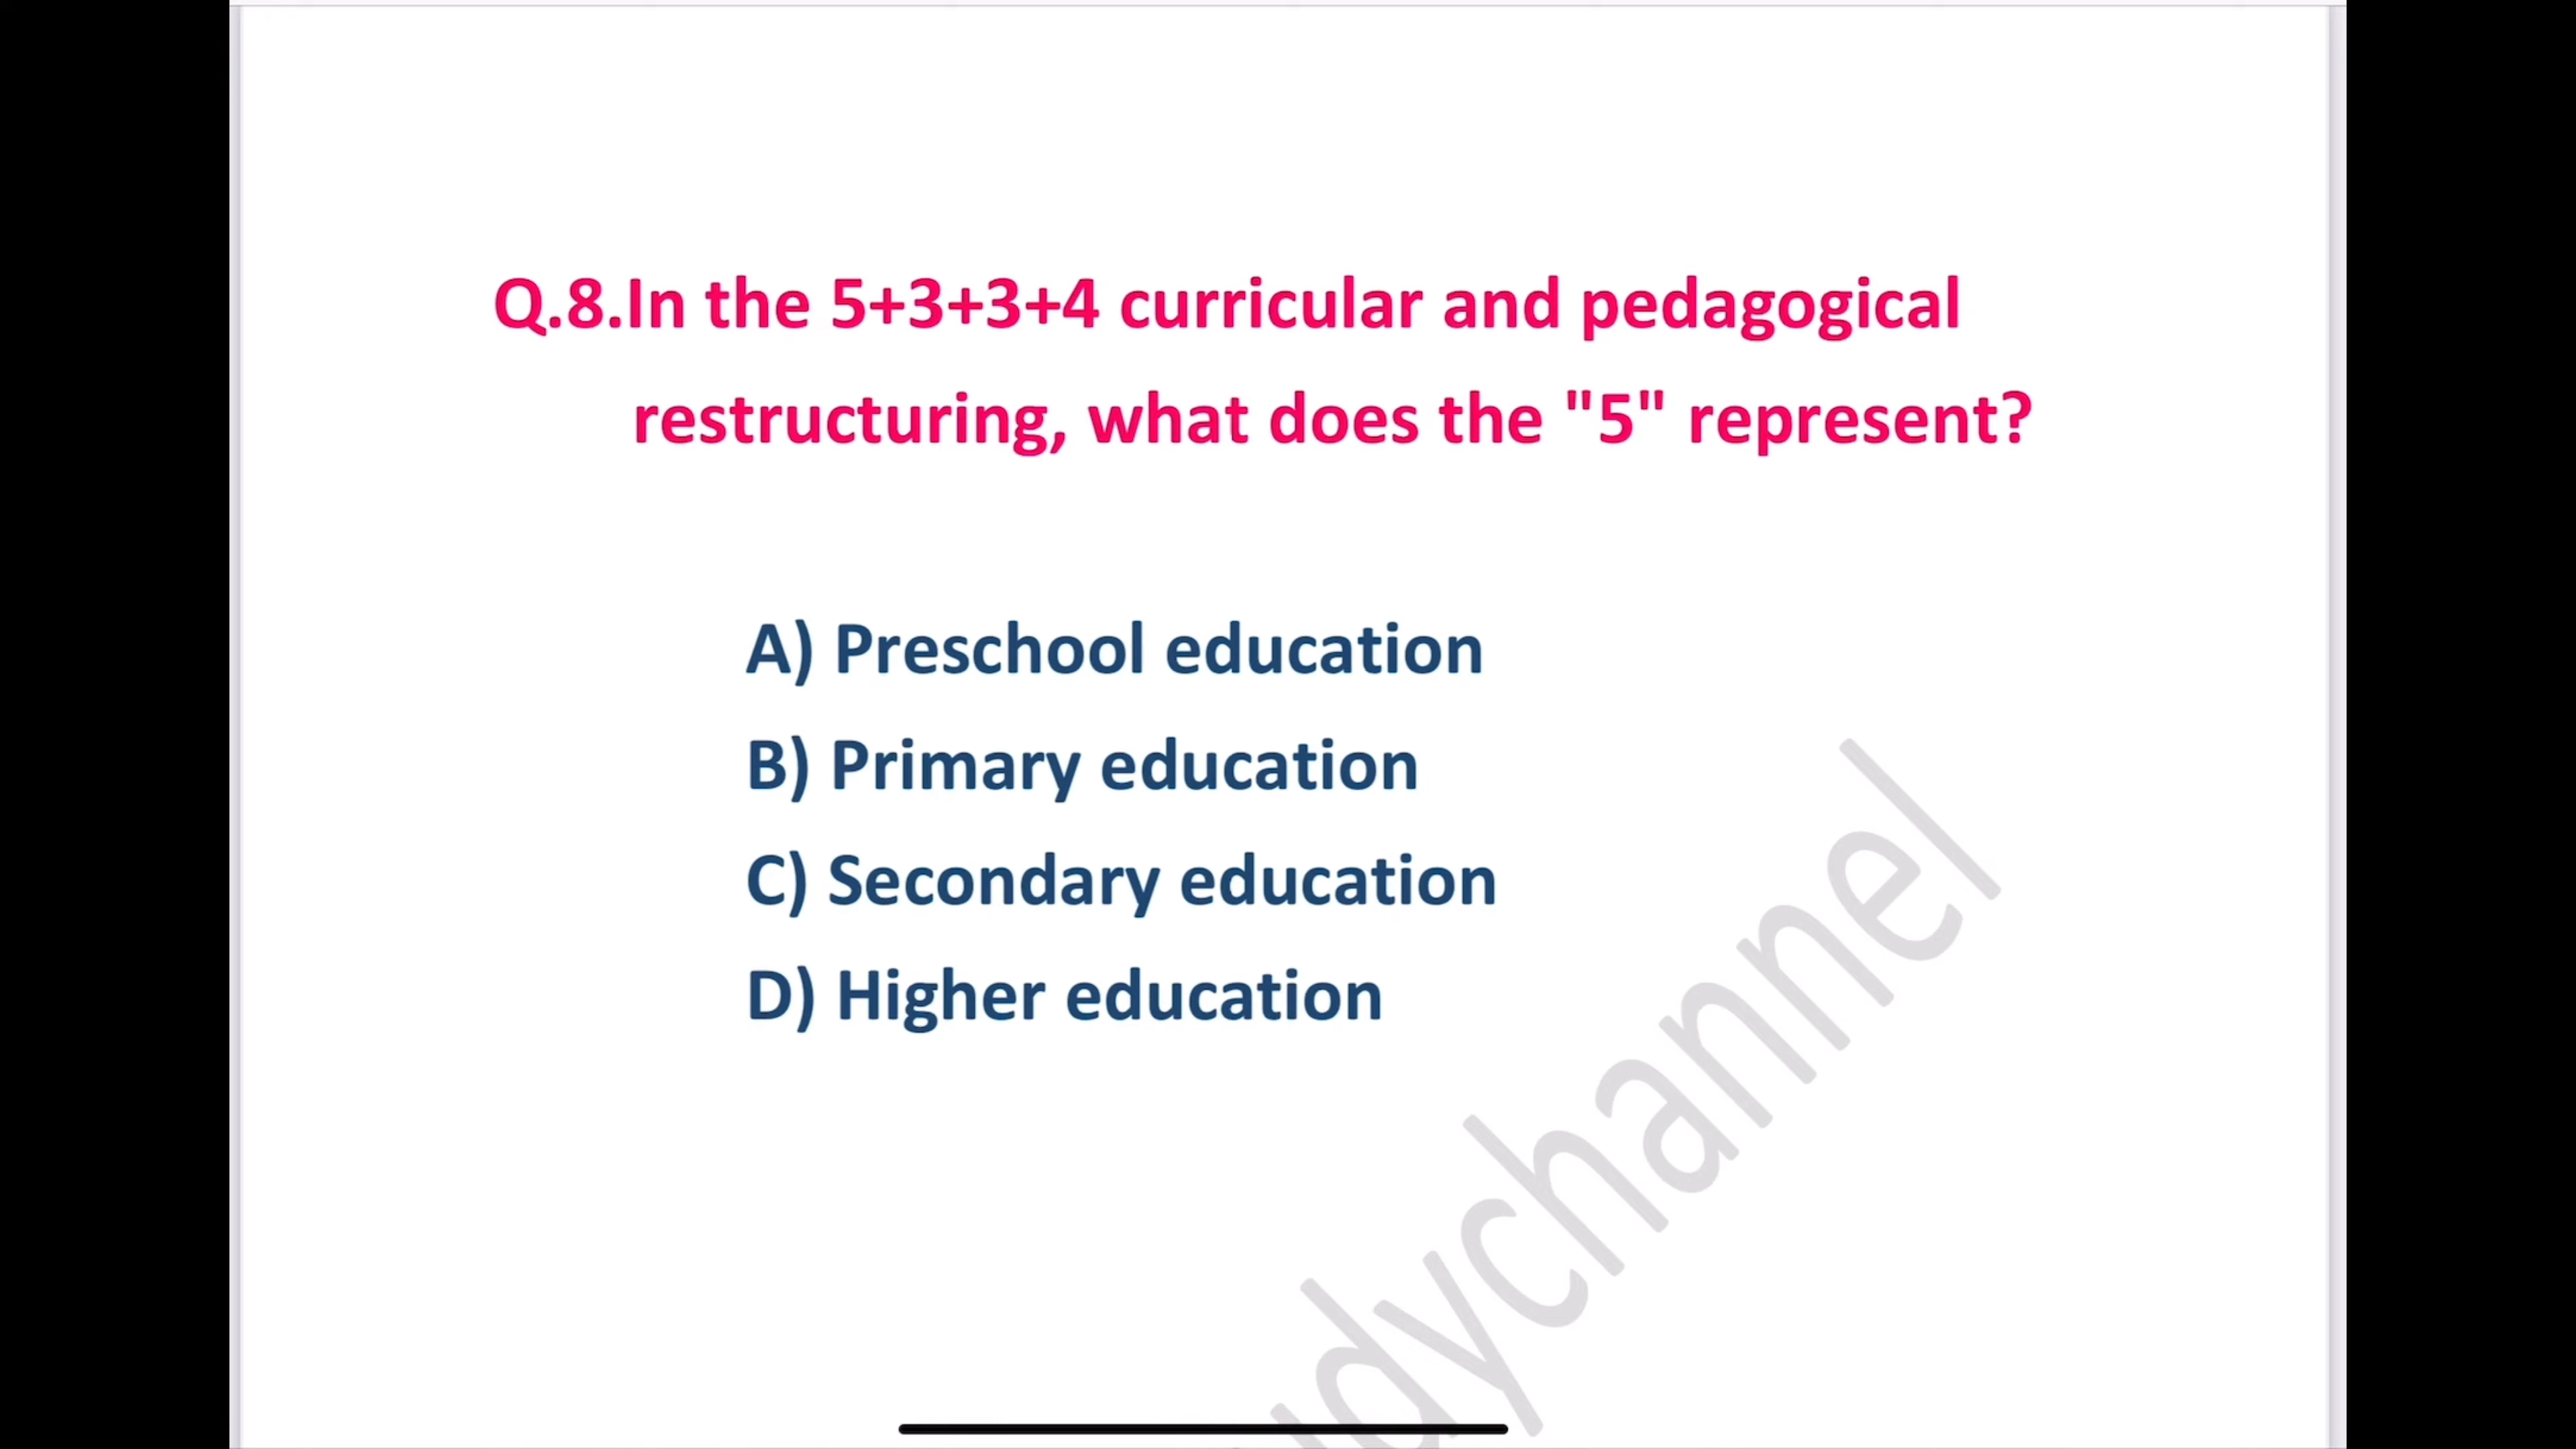 Q.8.In the 5+3+3+4 curricular and pedagogical
restructuring, what does the "5" represent?
A) Preschool education
B) Primary education
C) Secondary education
D) Higher education
udychannel